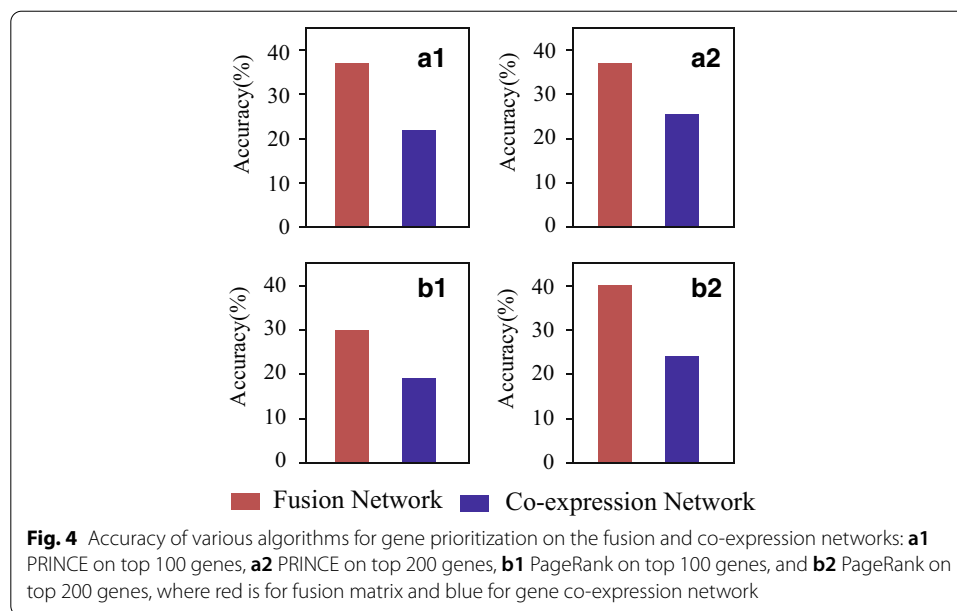 a1
Accuracy(%)
40
30
20
10
0
a2
Accuracy(%)
40
30
20
10
0
b1
Accuracy(%)
40
30
20
10
0
b2
Accuracy(%)
40
30
20
10
0
Fusion Network Co-expression Network
Fig. 4 Accuracy of various algorithms for gene prioritization on the fusion and co-expression networks: a1
PRINCE on top 100 genes, a2 PRINCE on top 200 genes, b1 PageRank on top 100 genes, and b2 PageRank on
top 200 genes, where red is for fusion matrix and blue for gene co-expression network